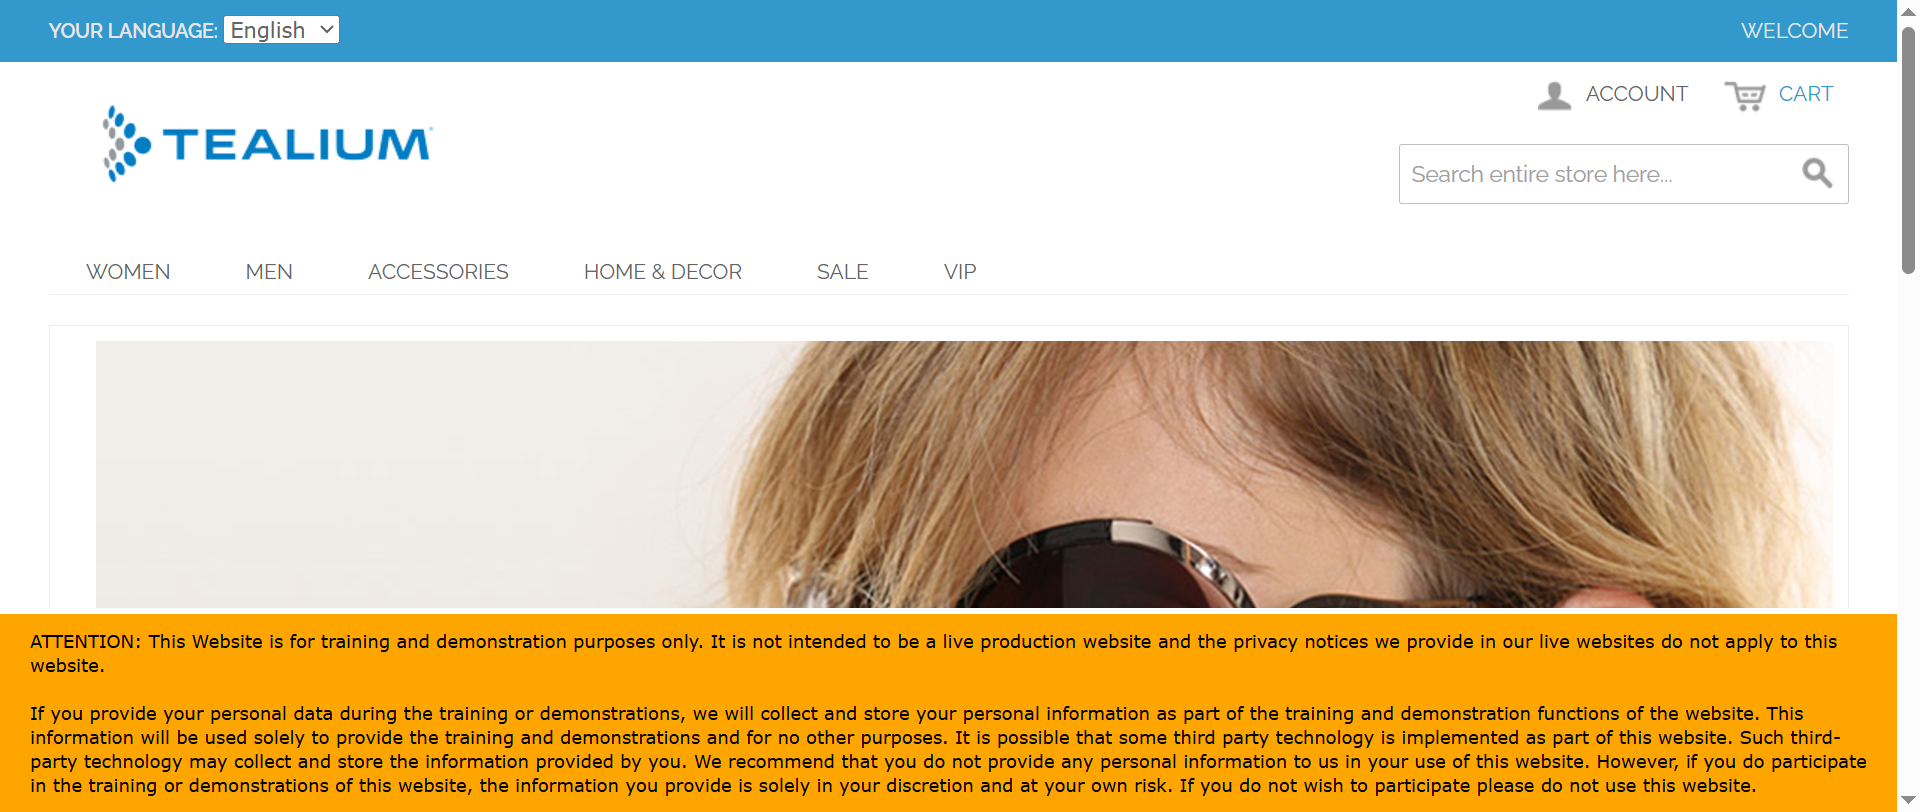 YOUR LANGUAGE: English
WELCOME
ACCOUNT
CART
TEALIUM
Search entire store here...
WOMEN
MEN
ACCESSORIES
HOME & DECOR
SALE
VIP
ATTENTION: This Website is for training and demonstration purposes only. It is not intended to be a live production website and the privacy notices we provide in our live websites do not apply to this
website.
If you provide your personal data during the training or demonstrations, we will collect and store your personal information as part of the training and demonstration functions of the website. This
information will be used solely to provide the training and demonstrations and for no other purposes. It is possible that some third party technology is implemented as part of this website. Such third-
party technology may collect and store the information provided by you. We recommend that you do not provide any personal information to us in your use of this website. However, if you do participate
in the training or demonstrations of this website, the information you provide is solely in your discretion and at your own risk. If you do not wish to participate please do not use this website.